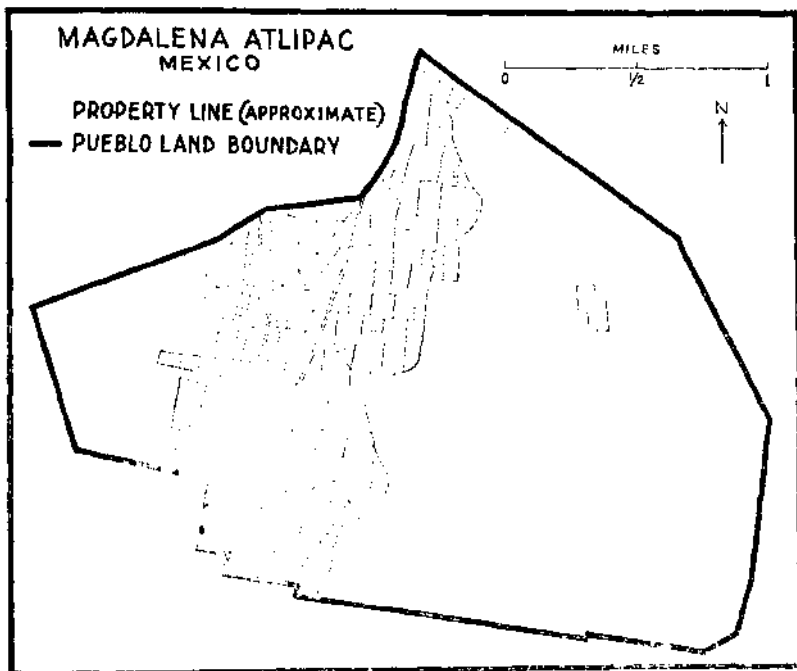 MAGDALENA ATLIPAC
MEXICO
PROPERTY LINE (APPROXIMATE)
PUEBLO LAND BOUNDARY
MILES
0 1/2 1
N